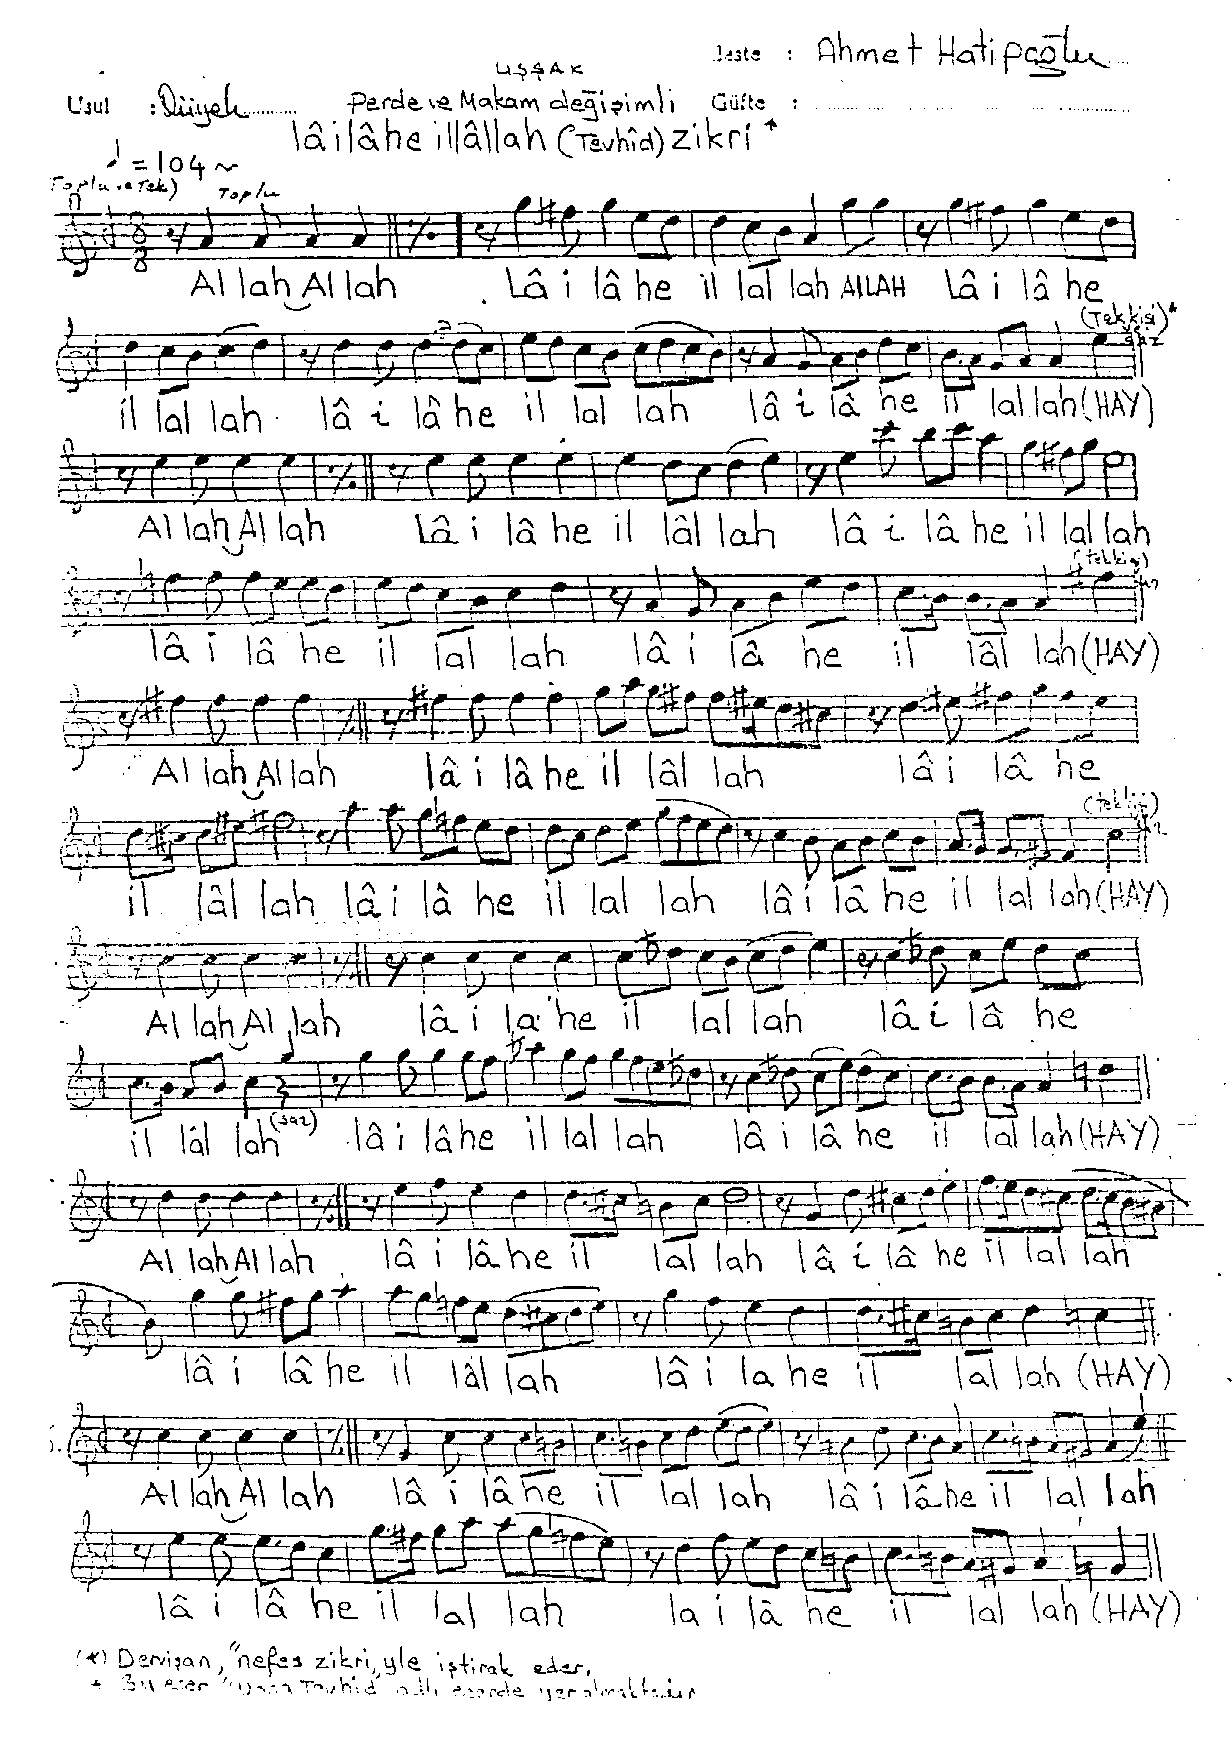 Beste : Ahmet Hatipoğlu
UŞŞAK
Usul : Düyek Perde ve Makam değişimli Güfte :
lâilâhe illâllah (Tevhîd) zikri *
♩ = 104 ~
Toplu ve Tek) Toplu
Al lah Al lah Lâ i lâ he il lal lah ALLAH Lâ i lâ he
(Tek kişi)*
saz
il lal lah lâ i lâ he il lal lah lâ i lâ he il lal lah (HAY)
Al lah Al lah Lâ i lâ he il lâl lah lâ i lâ he il lal lah
(tek kişi)
lâ i lâ he il lal lah lâ i lâ he il lâl lah (HAY)
Al lah Al lah lâ i lâ he il lâl lah lâ i lâ he
(tek kişi)
il lâl lah lâ i lâ he il lal lah lâ i lâ he il lal lah (HAY)
Al lah Al lah lâ i la he il lal lah lâ i lâ he
il lâl lah (saz) lâ i lâ he il lal lah lâ i lâ he il lal lah (HAY)
Al lah Al lah lâ i lâ he il lal lah lâ i lâ he il lal lah
lâ i lâ he il lâl lah lâ i la he il lal lah (HAY)
Al lah Al lah lâ i lâ he il lal lah lâ i lâ he il lal lah
lâ i lâ he il lal lah la i lâ he il lal lah (HAY)
(*) Dervişan, "nefes zikri,,yle iştirak eder.
+ Bu eser Tevhid adlı eserde yer almaktadır